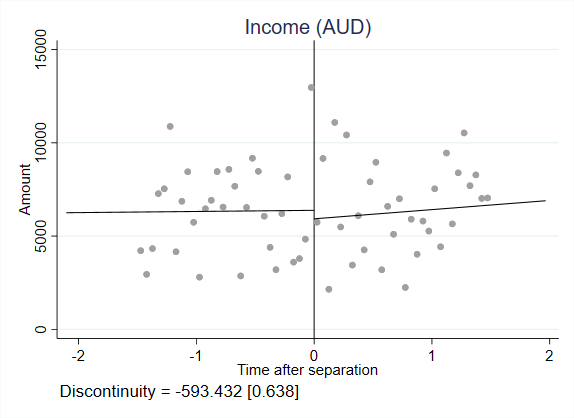 Income (AUD)
15000
10000
5000
0
Amount
-2
-1
0
1
2
Time after separation
Discontinuity = -593.432 [0.638]